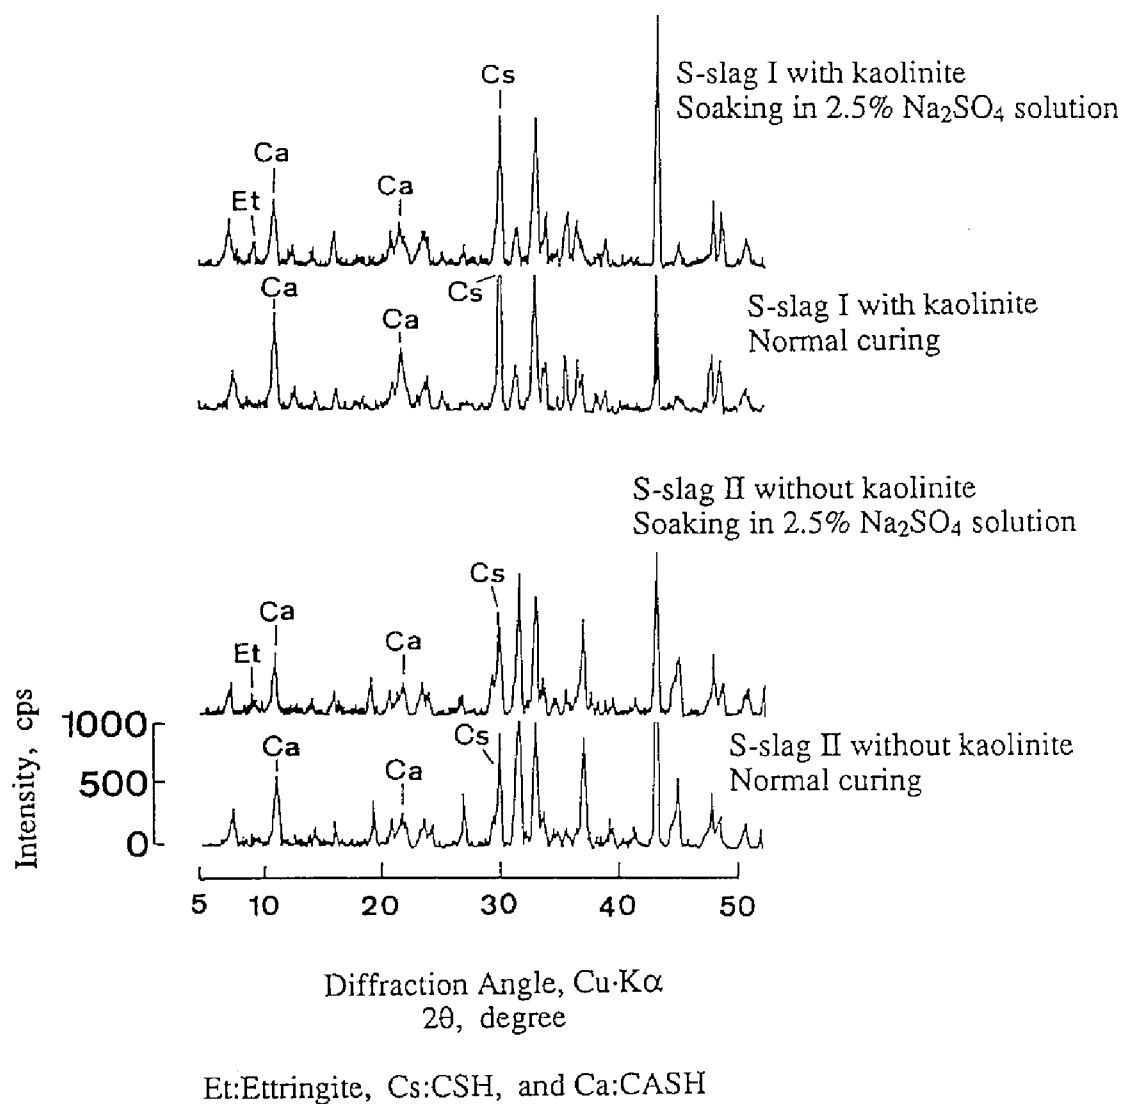 Cs
S-slag I with kaolinite
Soaking in 2.5% Na₂SO₄ solution
Ca
Ca
Et
Cs
Ca
Ca
S-slag I with kaolinite
Normal curing
S-slag II without kaolinite
Soaking in 2.5% Na₂SO₄ solution
Cs
Ca
Ca
Et
Intensity, cps
1000
500
0
Cs
Ca
Ca
S-slag II without kaolinite
Normal curing
5 10 20 30 40 50
Diffraction Angle, Cu·Kα
2θ, degree
Et:Ettringite, Cs:CSH, and Ca:CASH